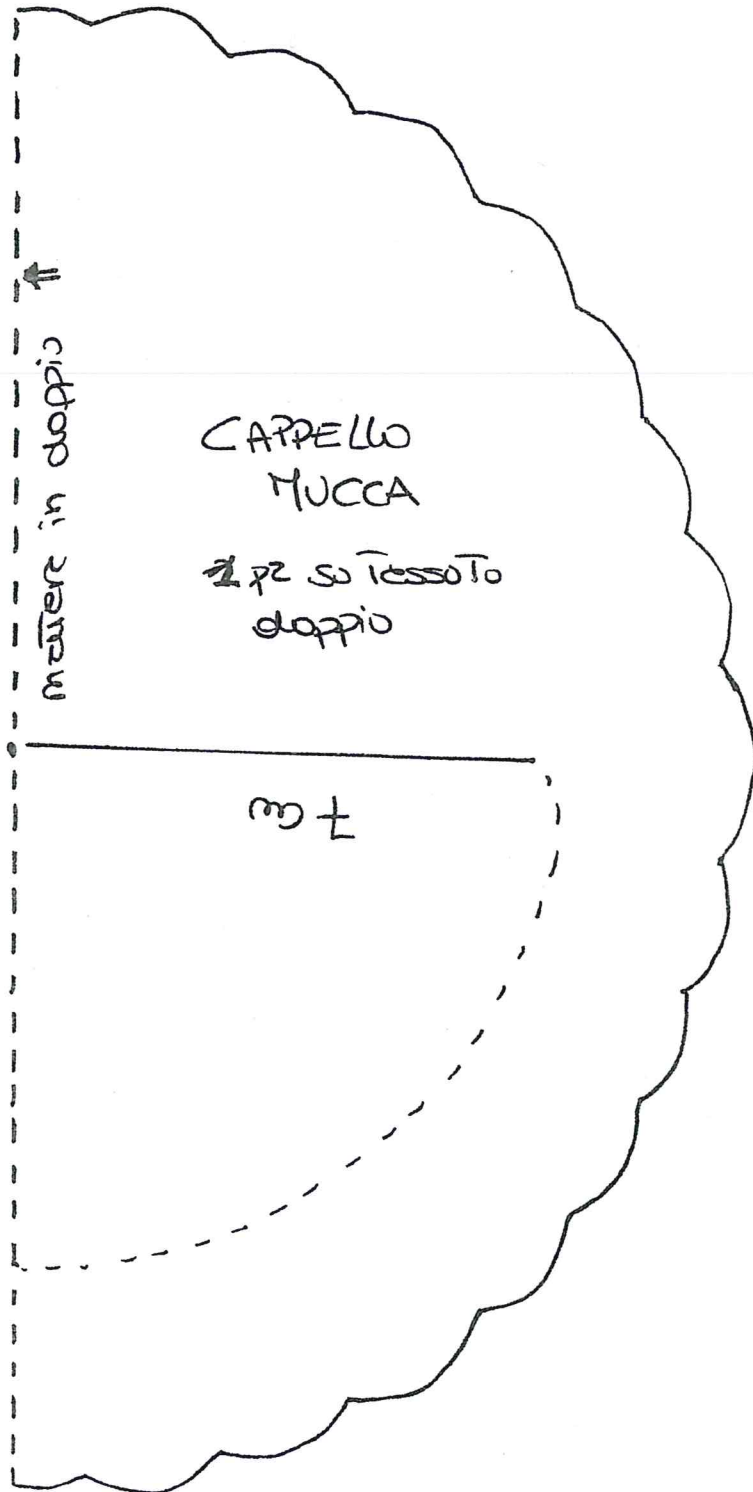 mettere in doppio
CAPPELLO
MUCCA
1 pz su Tessuto
doppio
7 cm